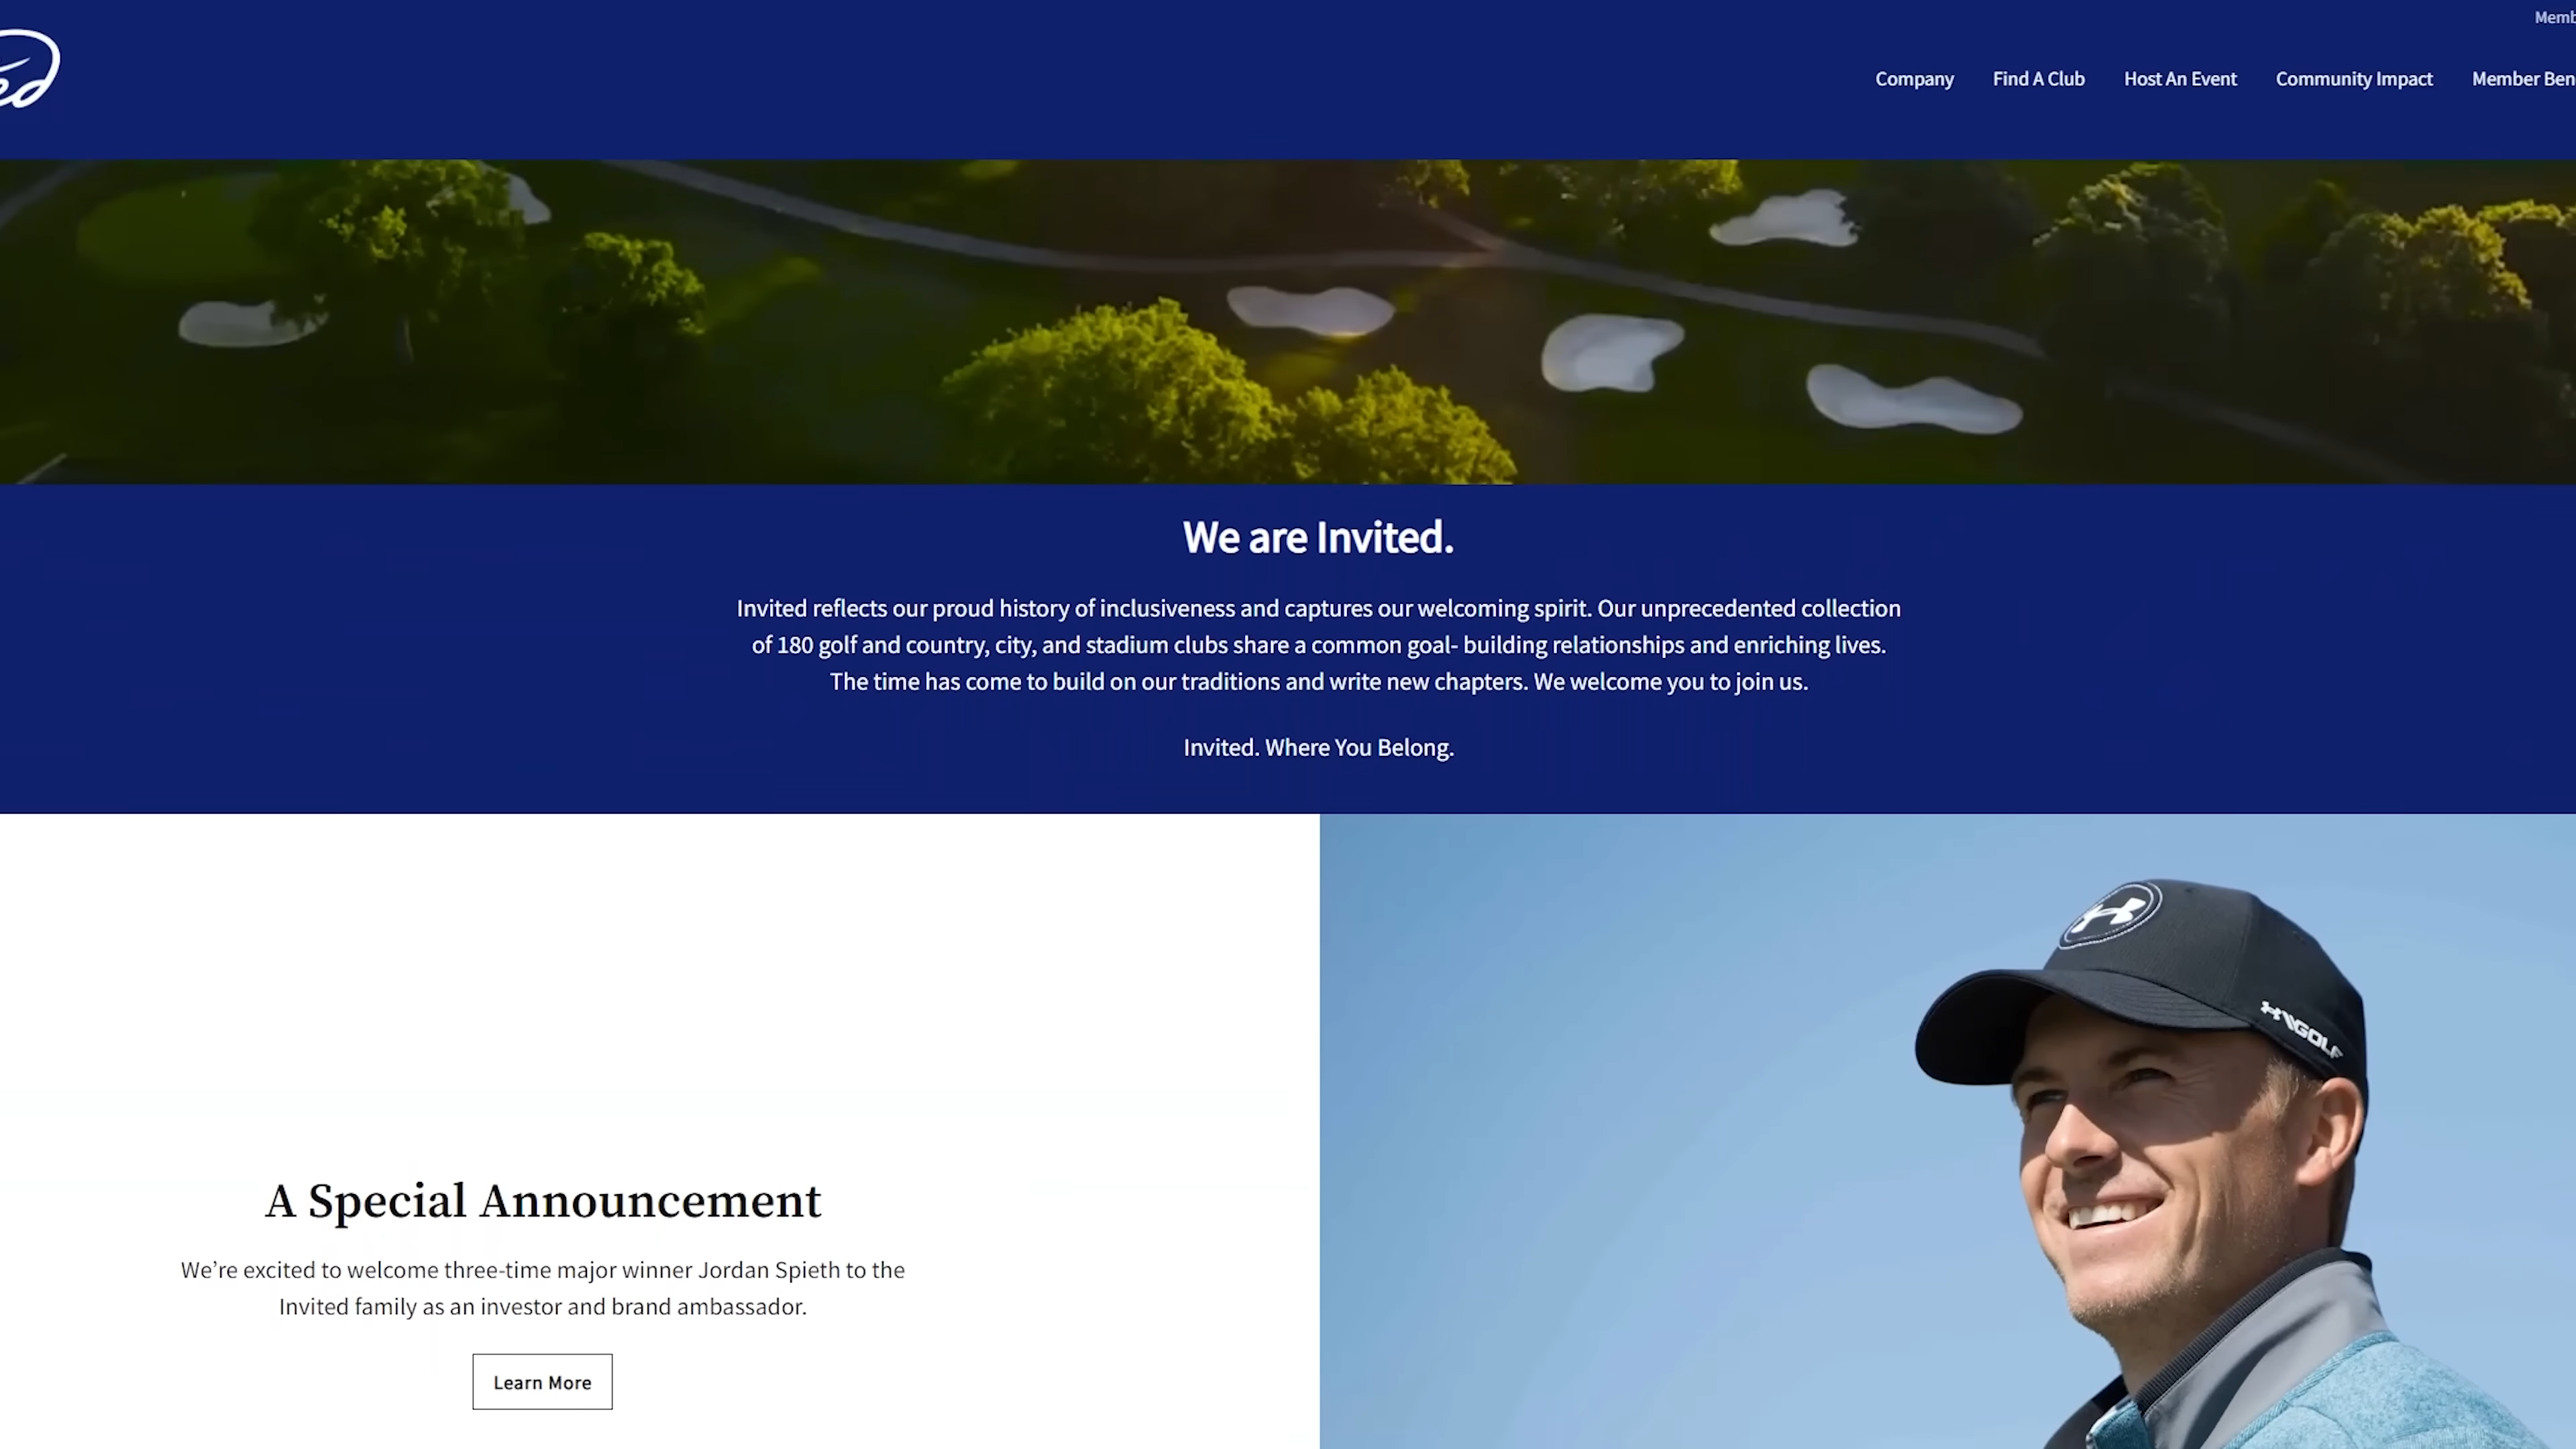 Company Find A Club Host An Event Community Impact Member
We are Invited.
Invited reflects our proud history of inclusiveness and captures our welcoming spirit. Our unprecedented collection
of 180 golf and country, city, and stadium clubs share a common goal- building relationships and enriching lives.
The time has come to build on our traditions and write new chapters. We welcome you to join us.
Invited. Where You Belong.
GOLF
A Special Announcement
We’re excited to welcome three-time major winner Jordan Spieth to the
Invited family as an investor and brand ambassador.
Learn More